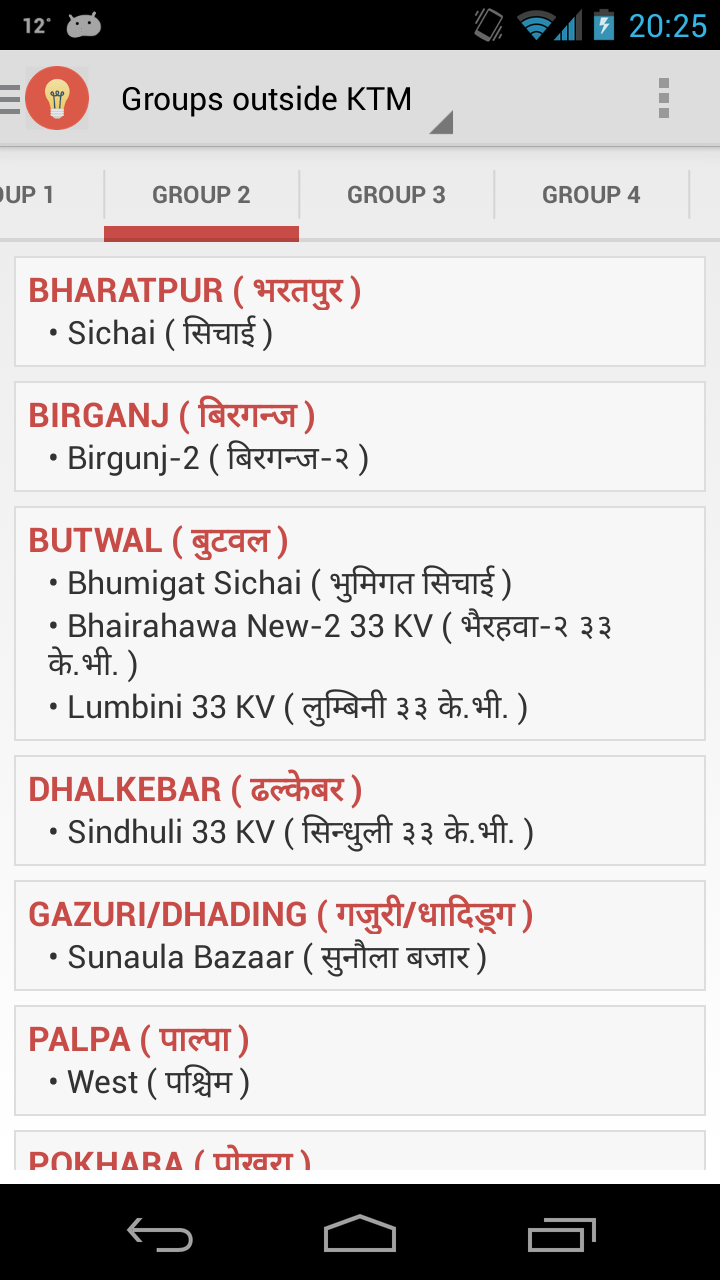 12°
20:25
Groups outside KTM
OUP 1
GROUP 2
GROUP 3
GROUP 4
BHARATPUR ( भरतपुर )
• Sichai ( सिचाई )
BIRGANJ ( बिरगन्ज )
• Birgunj-2 ( बिरगन्ज-२ )
BUTWAL ( बुटवल )
• Bhumigat Sichai ( भुमिगत सिचाई )
• Bhairahawa New-2 33 KV ( भैरहवा-२ ३३
के.भी. )
• Lumbini 33 KV ( लुम्बिनी ३३ के.भी. )
DHALKEBAR ( ढल्केबर )
• Sindhuli 33 KV ( सिन्धुली ३३ के.भी. )
GAZURI/DHADING ( गजुरी/धादिड़्ग )
• Sunaula Bazaar ( सुनौला बजार )
PALPA ( पाल्पा )
• West ( पश्चिम )
POKHARA ( पोखरा )